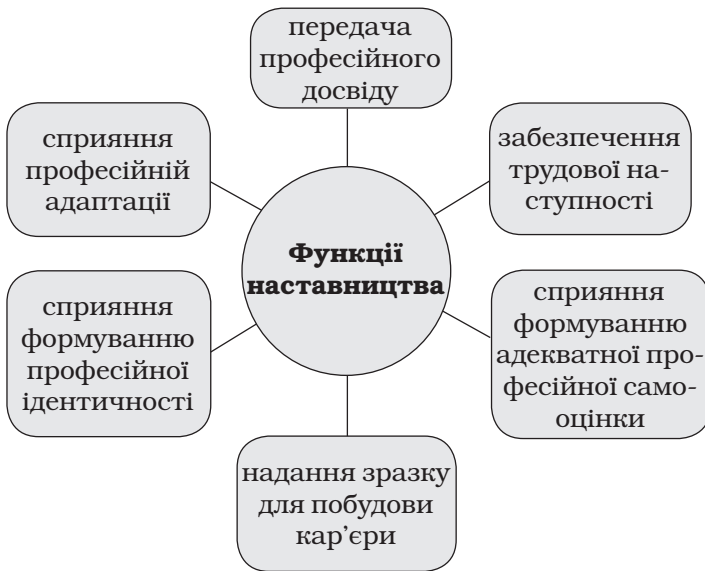 передача
професійного
досвіду
сприяння
професійній
адаптації
забезпечення
трудової на-
ступності
Функції
наставництва
сприяння
формуванню
професійної
ідентичності
сприяння
формуванню
адекватної про-
фесійної само-
оцінки
надання зразку
для побудови
кар’єри